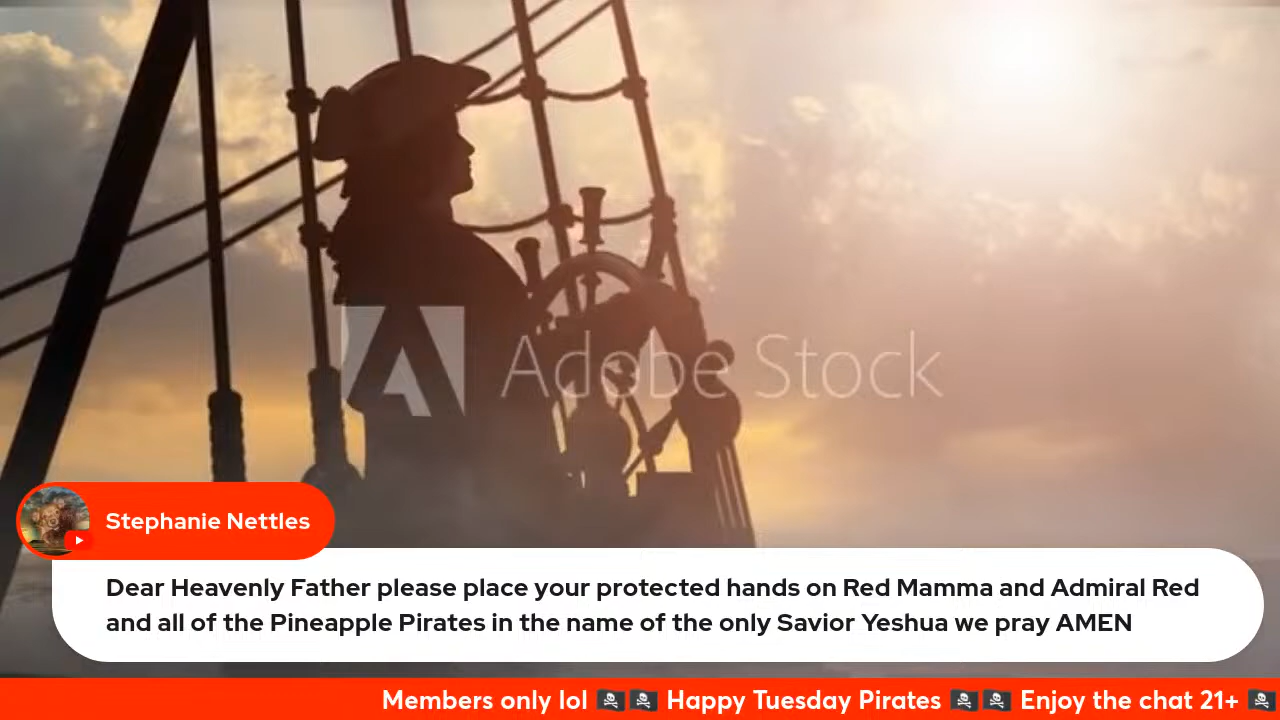 Adobe Stock
Stephanie Nettles
Dear Heavenly Father please place your protected hands on Red Mamma and Admiral Red
and all of the Pineapple Pirates in the name of the only Savior Yeshua we pray AMEN
Members only lol 🏴‍☠️🏴‍☠️ Happy Tuesday Pirates 🏴‍☠️🏴‍☠️ Enjoy the chat 21+ 🏴‍☠️